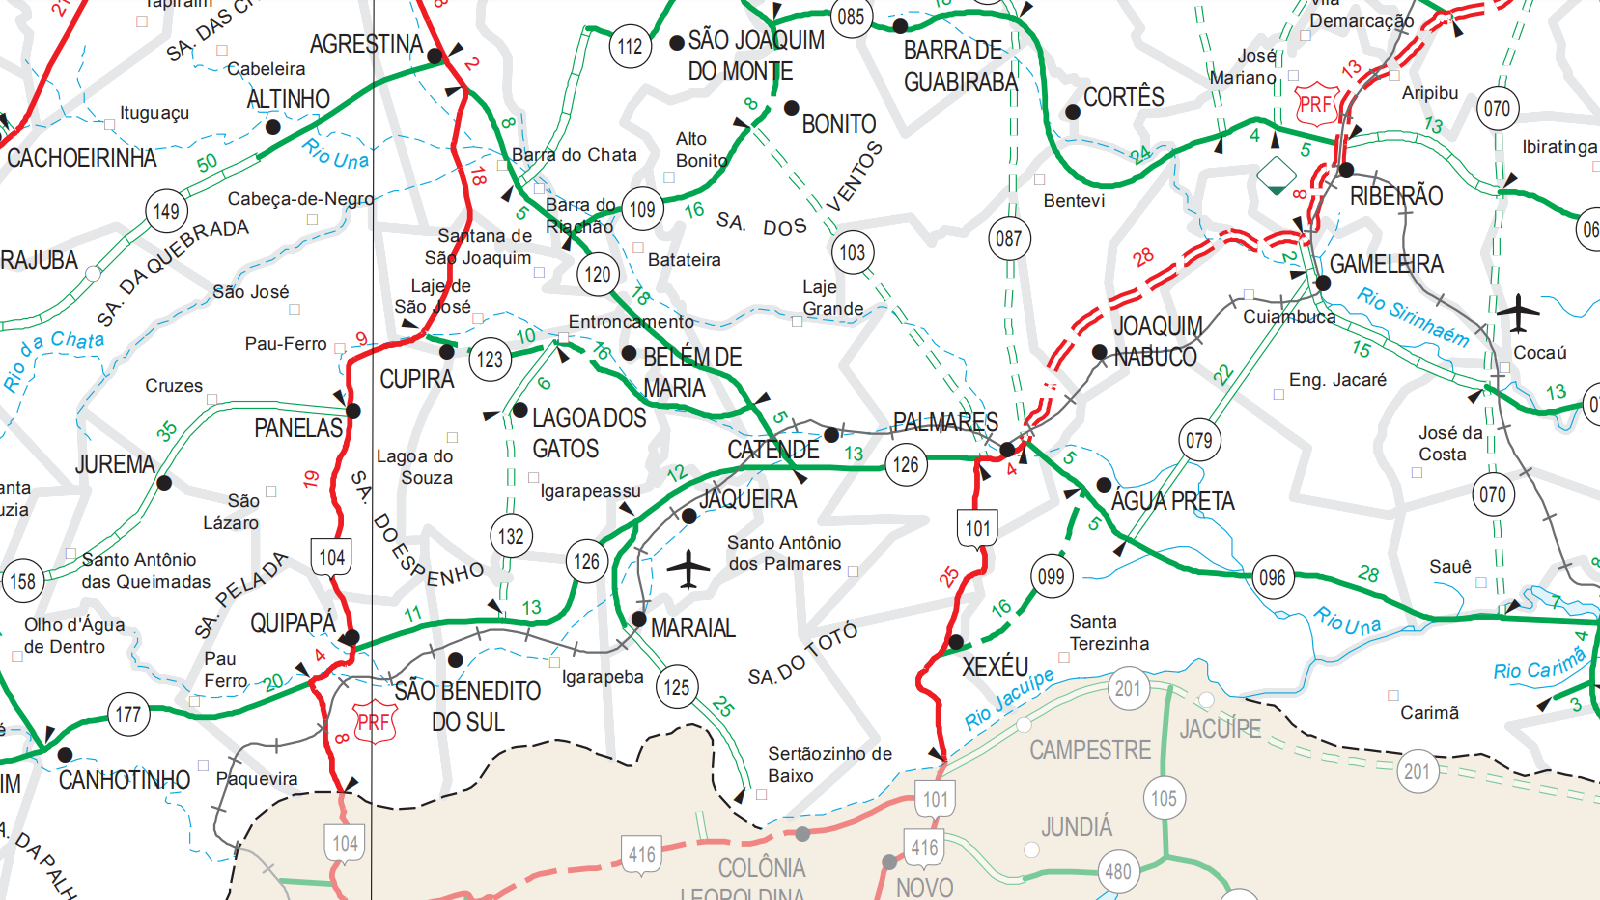 21
Tapiraim
SA. DAS C
8
AGRESTINA
Cabeleira
ALTINHO
Ituguaçu
CACHOEIRINHA
50
149
Rio Una
Cabeça-de-Negro
SA. DA QUEBRADA
RAJUBA
São José
Rio da Chata
Pau-Ferro
Cruzes
9
2
18
8
5
112
SÃO JOAQUIM
DO MONTE
085
BARRA DE
GUABIRABA
8
BONITO
Alto
Bonito
Barra do Chata
Barra do
Riachão
109
16
SA. DOS VENTOS
Santana de
São Joaquim
Batateira
120
18
Laje de
São José
Entroncamento
103
Laje
Grande
087
Bentevi
CORTÊS
24
José
Mariano
4
5
Vila
Demarcação
13
PRF
Aripibu
070
13
Ibiratinga
RIBEIRÃO
8
06
28
2
GAMELEIRA
Cuiambuca
Rio Sirinhaém
15
Cocaú
13
07
JOAQUIM
NABUCO
22
Eng. Jacaré
CUPIRA
123
10
16
BELÉM DE
MARIA
6
LAGOA DOS
GATOS
5
PANELAS
35
JUREMA
19
SA. DO ESPENHO
Lagoa do
Souza
São
Lázaro
anta
uzia
Santo Antônio
das Queimadas
158
104
132
Igarapeassu
12
CATENDE
13
126
PALMARES
4
JAQUEIRA
126
Santo Antônio
dos Palmares
101
5
ÁGUA PRETA
5
079
José da
Costa
070
099
16
25
096
28
Sauê
7
8
4
Rio Una
Rio Carimã
3
Carimã
SA. PELADA
QUIPAPÁ
11
13
4
Olho d'Água
de Dentro
Pau
Ferro
20
177
é
CANHOTINHO
IM
Paquevira
PRF
8
SÃO BENEDITO
DO SUL
MARAIAL
Igarapeba
125
25
SA. DO TOTÓ
Sertãozinho de
Baixo
XEXÉU
Santa
Terezinha
Rio Jacuípe
201
CAMPESTRE
JACUÍPE
201
101
105
JUNDIÁ
416
416
480
COLÔNIA
LEOPOLDINA
NOVO
104
A. DA PALH